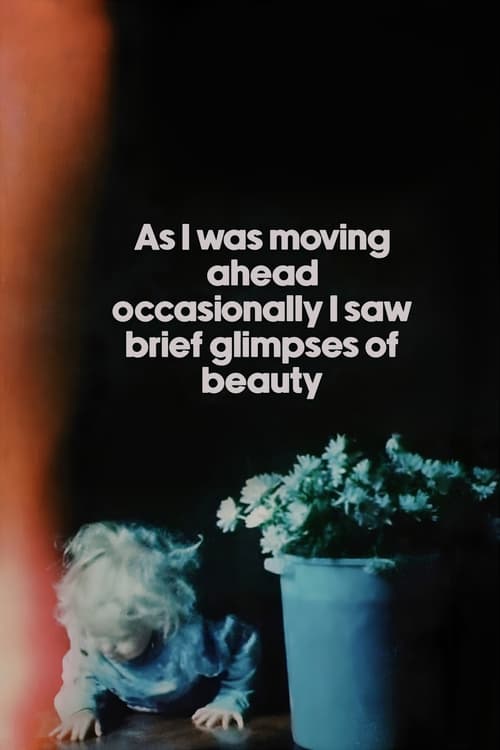 As I was moving
ahead
occasionally I saw
brief glimpses of
beauty